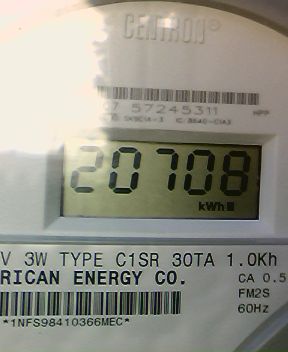 CENTRON®
57245311 HPP
20708
kWh
V 3W TYPE C1SR 30TA 1.0Kh
RICAN ENERGY CO. CA 0.5
FM2S
*1NFS98410366MEC* 60Hz